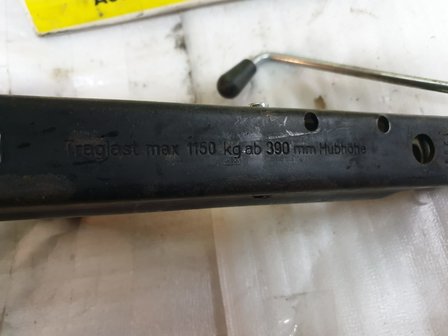 Traglast max 1150 kg ab 390 mm Hubhöhe